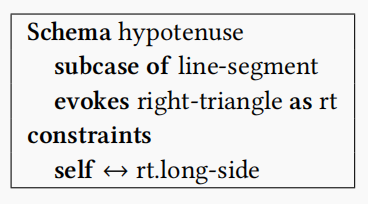 Schema hypotenuse
subcase of line-segment
evokes right-triangle as rt
constraints
self ↔ rt.long-side